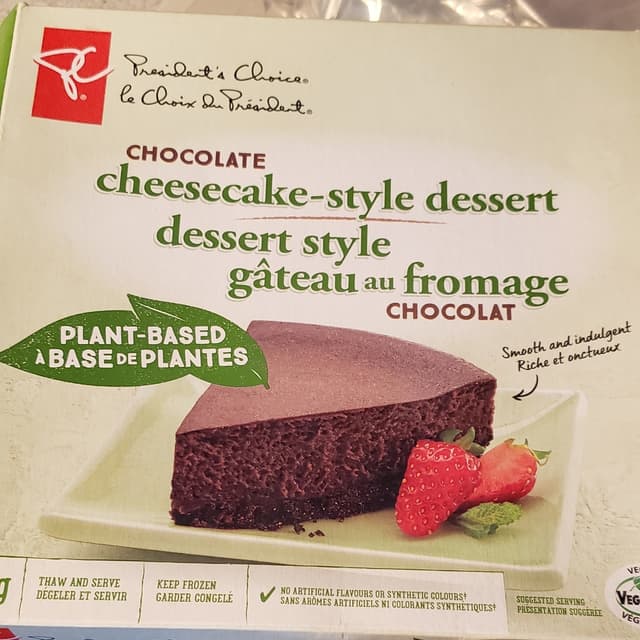 President's Choice®
le Choix du Président®
CHOCOLATE
cheesecake-style dessert
dessert style
gâteau au fromage
CHOCOLAT
PLANT-BASED
À BASE DE PLANTES
Smooth and indulgent
Riche et onctueux
g
THAW AND SERVE
DÉGELER ET SERVIR
KEEP FROZEN
GARDER CONGELÉ
✓ NO ARTIFICIAL FLAVOURS OR SYNTHETIC COLOURS†
SANS ARÔMES ARTIFICIELS NI COLORANTS SYNTHÉTIQUES†
SUGGESTED SERVING
PRÉSENTATION SUGGÉRÉE